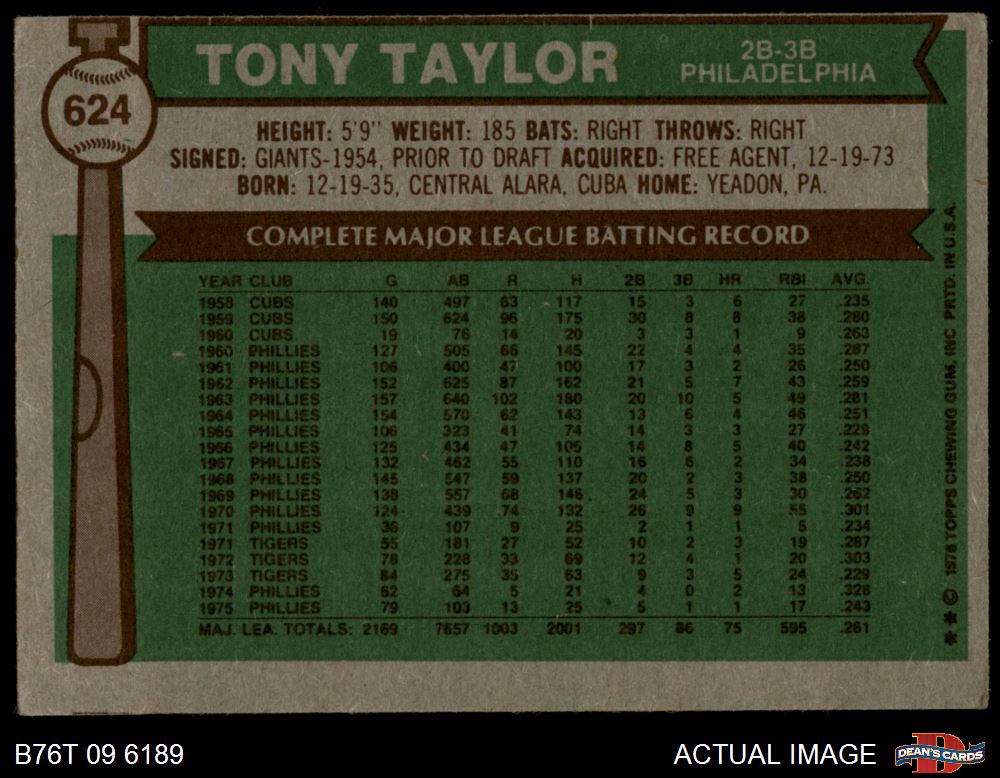 TONY TAYLOR
2B-3B
PHILADELPHIA
624
HEIGHT: 5'9" WEIGHT: 185 BATS: RIGHT THROWS: RIGHT
SIGNED: GIANTS-1954, PRIOR TO DRAFT ACQUIRED: FREE AGENT, 12-19-73
BORN: 12-19-35, CENTRAL ALARA, CUBA HOME: YEADON, PA.
COMPLETE MAJOR LEAGUE BATTING RECORD
YEAR CLUB G AB R H 2B 3B HR RBI AVG.
1958 CUBS 140 497 63 117 15 3 6 27 .235
1959 CUBS 150 624 96 175 30 8 8 38 .280
1960 CUBS 19 76 14 20 3 3 1 9 .263
1960 PHILLIES 127 505 66 145 22 4 4 35 .287
1961 PHILLIES 106 400 47 100 17 3 2 26 .250
1962 PHILLIES 152 625 87 162 21 5 7 43 .259
1963 PHILLIES 157 640 102 180 20 10 5 49 .281
1964 PHILLIES 154 570 62 143 13 6 4 46 .251
1965 PHILLIES 106 323 41 74 14 3 3 27 .229
1966 PHILLIES 125 434 47 105 14 8 5 40 .242
1967 PHILLIES 132 462 55 110 16 6 2 34 .238
1968 PHILLIES 145 547 59 137 20 2 3 38 .250
1969 PHILLIES 138 557 68 146 24 5 3 30 .262
1970 PHILLIES 124 439 74 132 26 9 9 55 .301
1971 PHILLIES 36 107 9 25 2 1 1 5 .234
1971 TIGERS 55 181 27 52 10 2 3 19 .287
1972 TIGERS 78 228 33 69 12 4 1 20 .303
1973 TIGERS 84 275 35 63 9 3 5 24 .229
1974 PHILLIES 62 64 5 21 4 0 2 13 .328
1975 PHILLIES 79 103 13 25 5 1 1 17 .243
MAJ. LEA. TOTALS: 2169 7657 1003 2001 297 86 75 595 .261
** © 1976 TOPPS CHEWING GUM, INC PRTD. IN U.S.A.
B76T 09 6189
ACTUAL IMAGE
DEAN'S CARDS